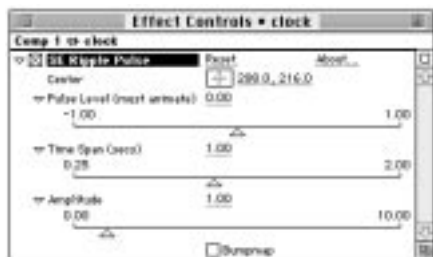 Effect Controls • clock
Comp 1 ⇨ clock
SE Ripple Pulse Reset About...
Center 288.0, 216.0
Pulse Level (must animate) 0.00
-1.00 1.00
Time Span (secs) 1.00
0.25 2.00
Amplitude 1.00
0.00 10.00
Bumpmap